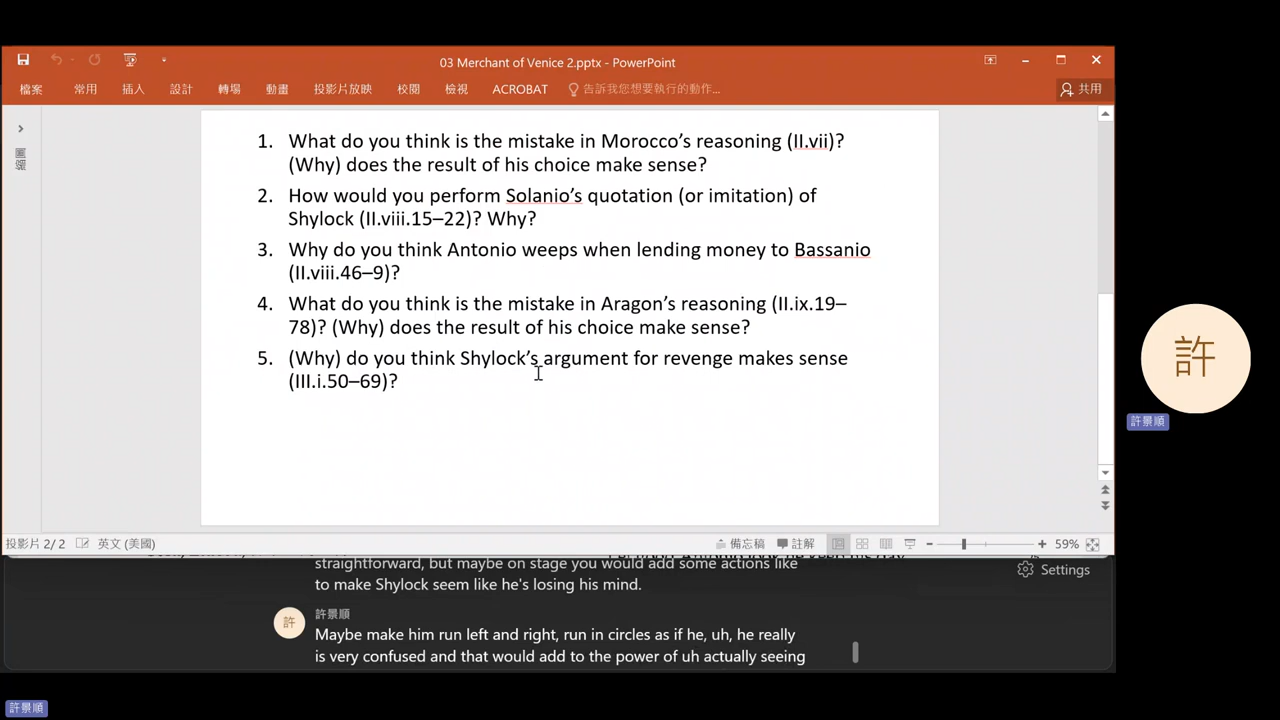 03 Merchant of Venice 2.pptx - PowerPoint
檔案 常用 插入 設計 轉場 動畫 投影片放映 校閱 檢視 ACROBAT 告訴我您想要執行的動作... 共用
1. What do you think is the mistake in Morocco's reasoning (II.vii)?
(Why) does the result of his choice make sense?
2. How would you perform Solanio's quotation (or imitation) of
Shylock (II.viii.15–22)? Why?
3. Why do you think Antonio weeps when lending money to Bassanio
(II.viii.46–9)?
4. What do you think is the mistake in Aragon's reasoning (II.ix.19–
78)? (Why) does the result of his choice make sense?
5. (Why) do you think Shylock's argument for revenge makes sense
(III.i.50–69)?
許
許景順
投影片 2/2 英文 (美國) 備忘稿 註解 59%
straightforward, but maybe on stage you would add some actions like
to make Shylock seem like he's losing his mind.
Settings
許
許景順
Maybe make him run left and right, run in circles as if he, uh, he really
is very confused and that would add to the power of uh actually seeing
許景順